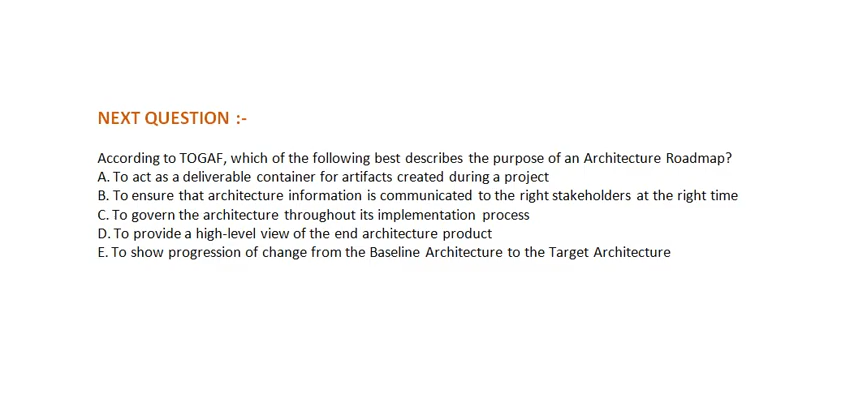 NEXT QUESTION :-
According to TOGAF, which of the following best describes the purpose of an Architecture Roadmap?
A. To act as a deliverable container for artifacts created during a project
B. To ensure that architecture information is communicated to the right stakeholders at the right time
C. To govern the architecture throughout its implementation process
D. To provide a high-level view of the end architecture product
E. To show progression of change from the Baseline Architecture to the Target Architecture